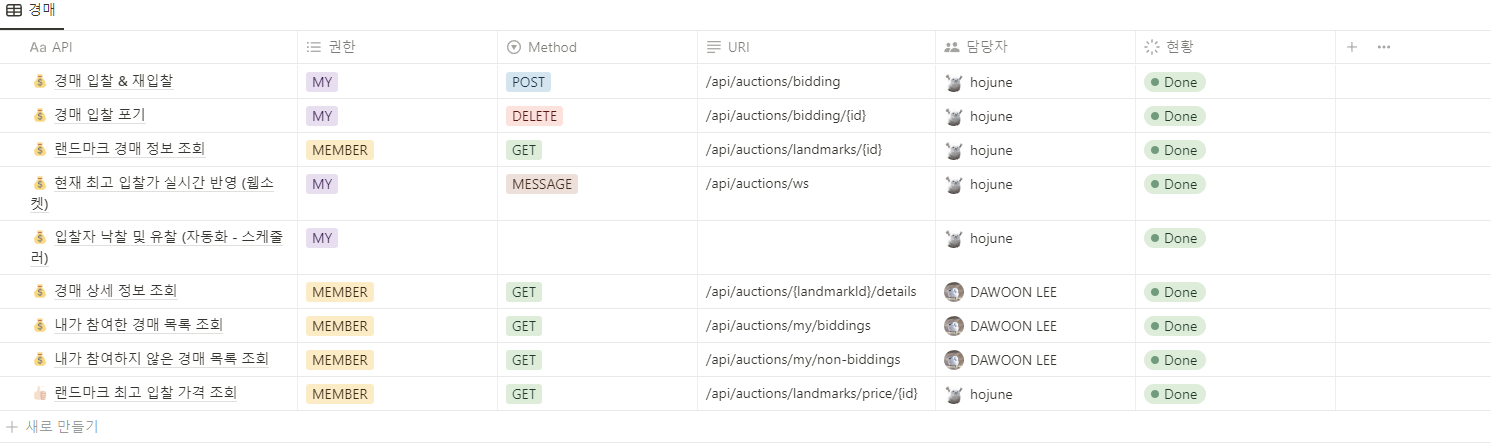 경매
Aa API 권한 Method URI 담당자 현황
경매 입찰 & 재입찰 MY POST /api/auctions/bidding hojune Done
경매 입찰 포기 MY DELETE /api/auctions/bidding/{id} hojune Done
랜드마크 경매 정보 조회 MEMBER GET /api/auctions/landmarks/{id} hojune Done
현재 최고 입찰가 실시간 반영 (웹소 MY MESSAGE /api/auctions/ws hojune Done
켓)
입찰자 낙찰 및 유찰 (자동화 - 스케줄 MY hojune Done
러)
경매 상세 정보 조회 MEMBER GET /api/auctions/{landmarkId}/details DAWOON LEE Done
내가 참여한 경매 목록 조회 MEMBER GET /api/auctions/my/biddings DAWOON LEE Done
내가 참여하지 않은 경매 목록 조회 MEMBER GET /api/auctions/my/non-biddings DAWOON LEE Done
랜드마크 최고 입찰 가격 조회 MEMBER GET /api/auctions/landmarks/price/{id} hojune Done
새로 만들기